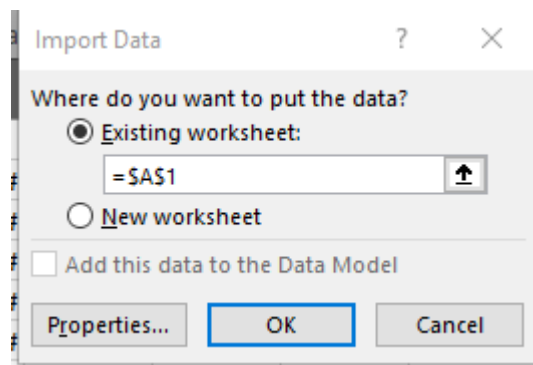 Import Data ?
Where do you want to put the data?
Existing worksheet:
=$A$1
New worksheet
Add this data to the Data Model
Properties... OK Cancel